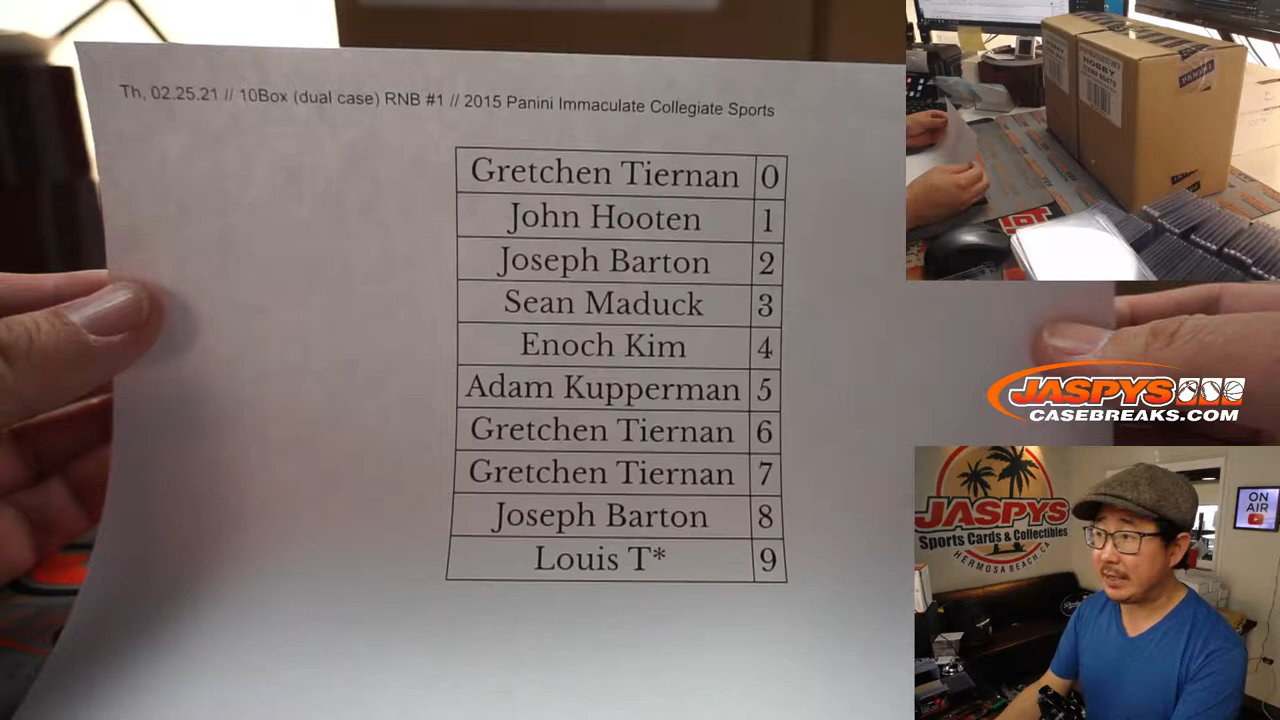 Th, 02.25.21 // 10Box (dual case) RNB #1 // 2015 Panini Immaculate Collegiate Sports
Gretchen Tiernan 0
John Hooten 1
Joseph Barton 2
Sean Maduck 3
Enoch Kim 4
Adam Kupperman 5
Gretchen Tiernan 6
Gretchen Tiernan 7
Joseph Barton 8
Louis T* 9
HOBBY
PANINI
JASPYS
CASEBREAKS.COM
JASPYS
Sports Cards & Collectibles
HERMOSA BEACH, CA
ON
AIR